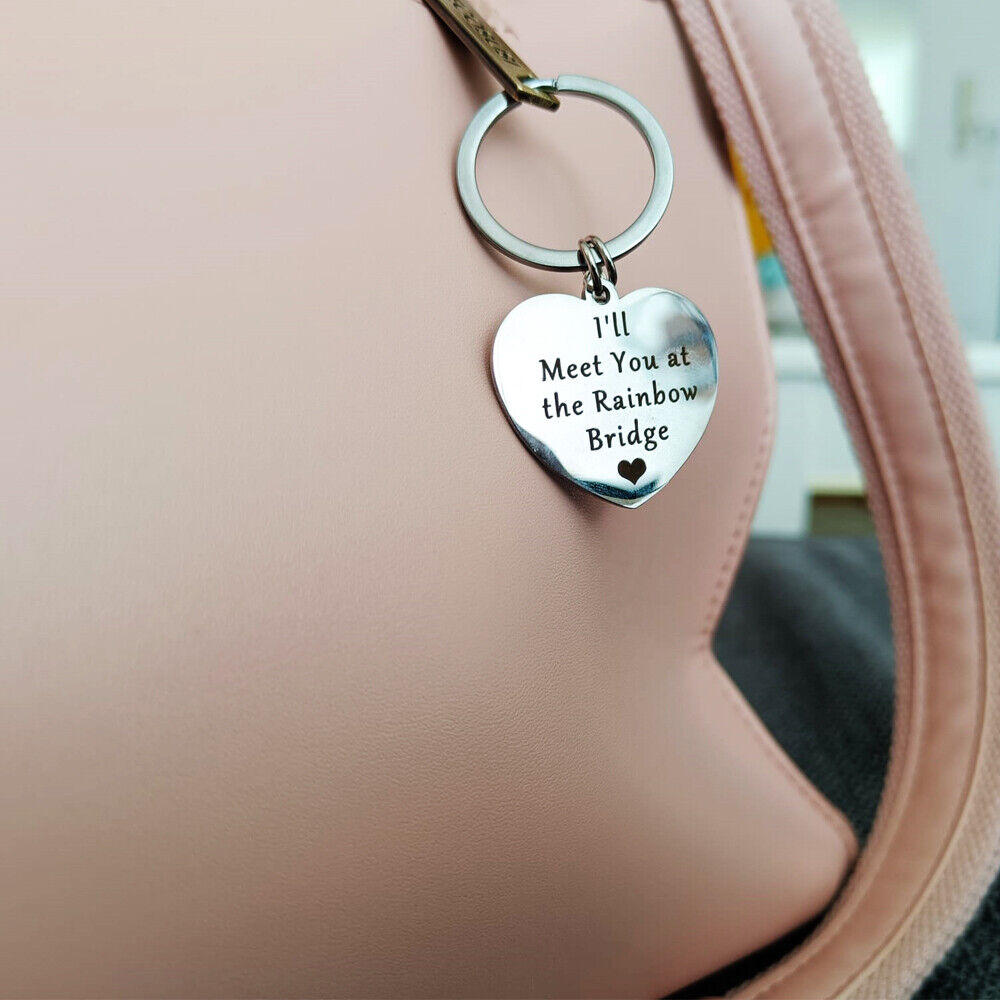 I'll
Meet You at
the Rainbow
Bridge